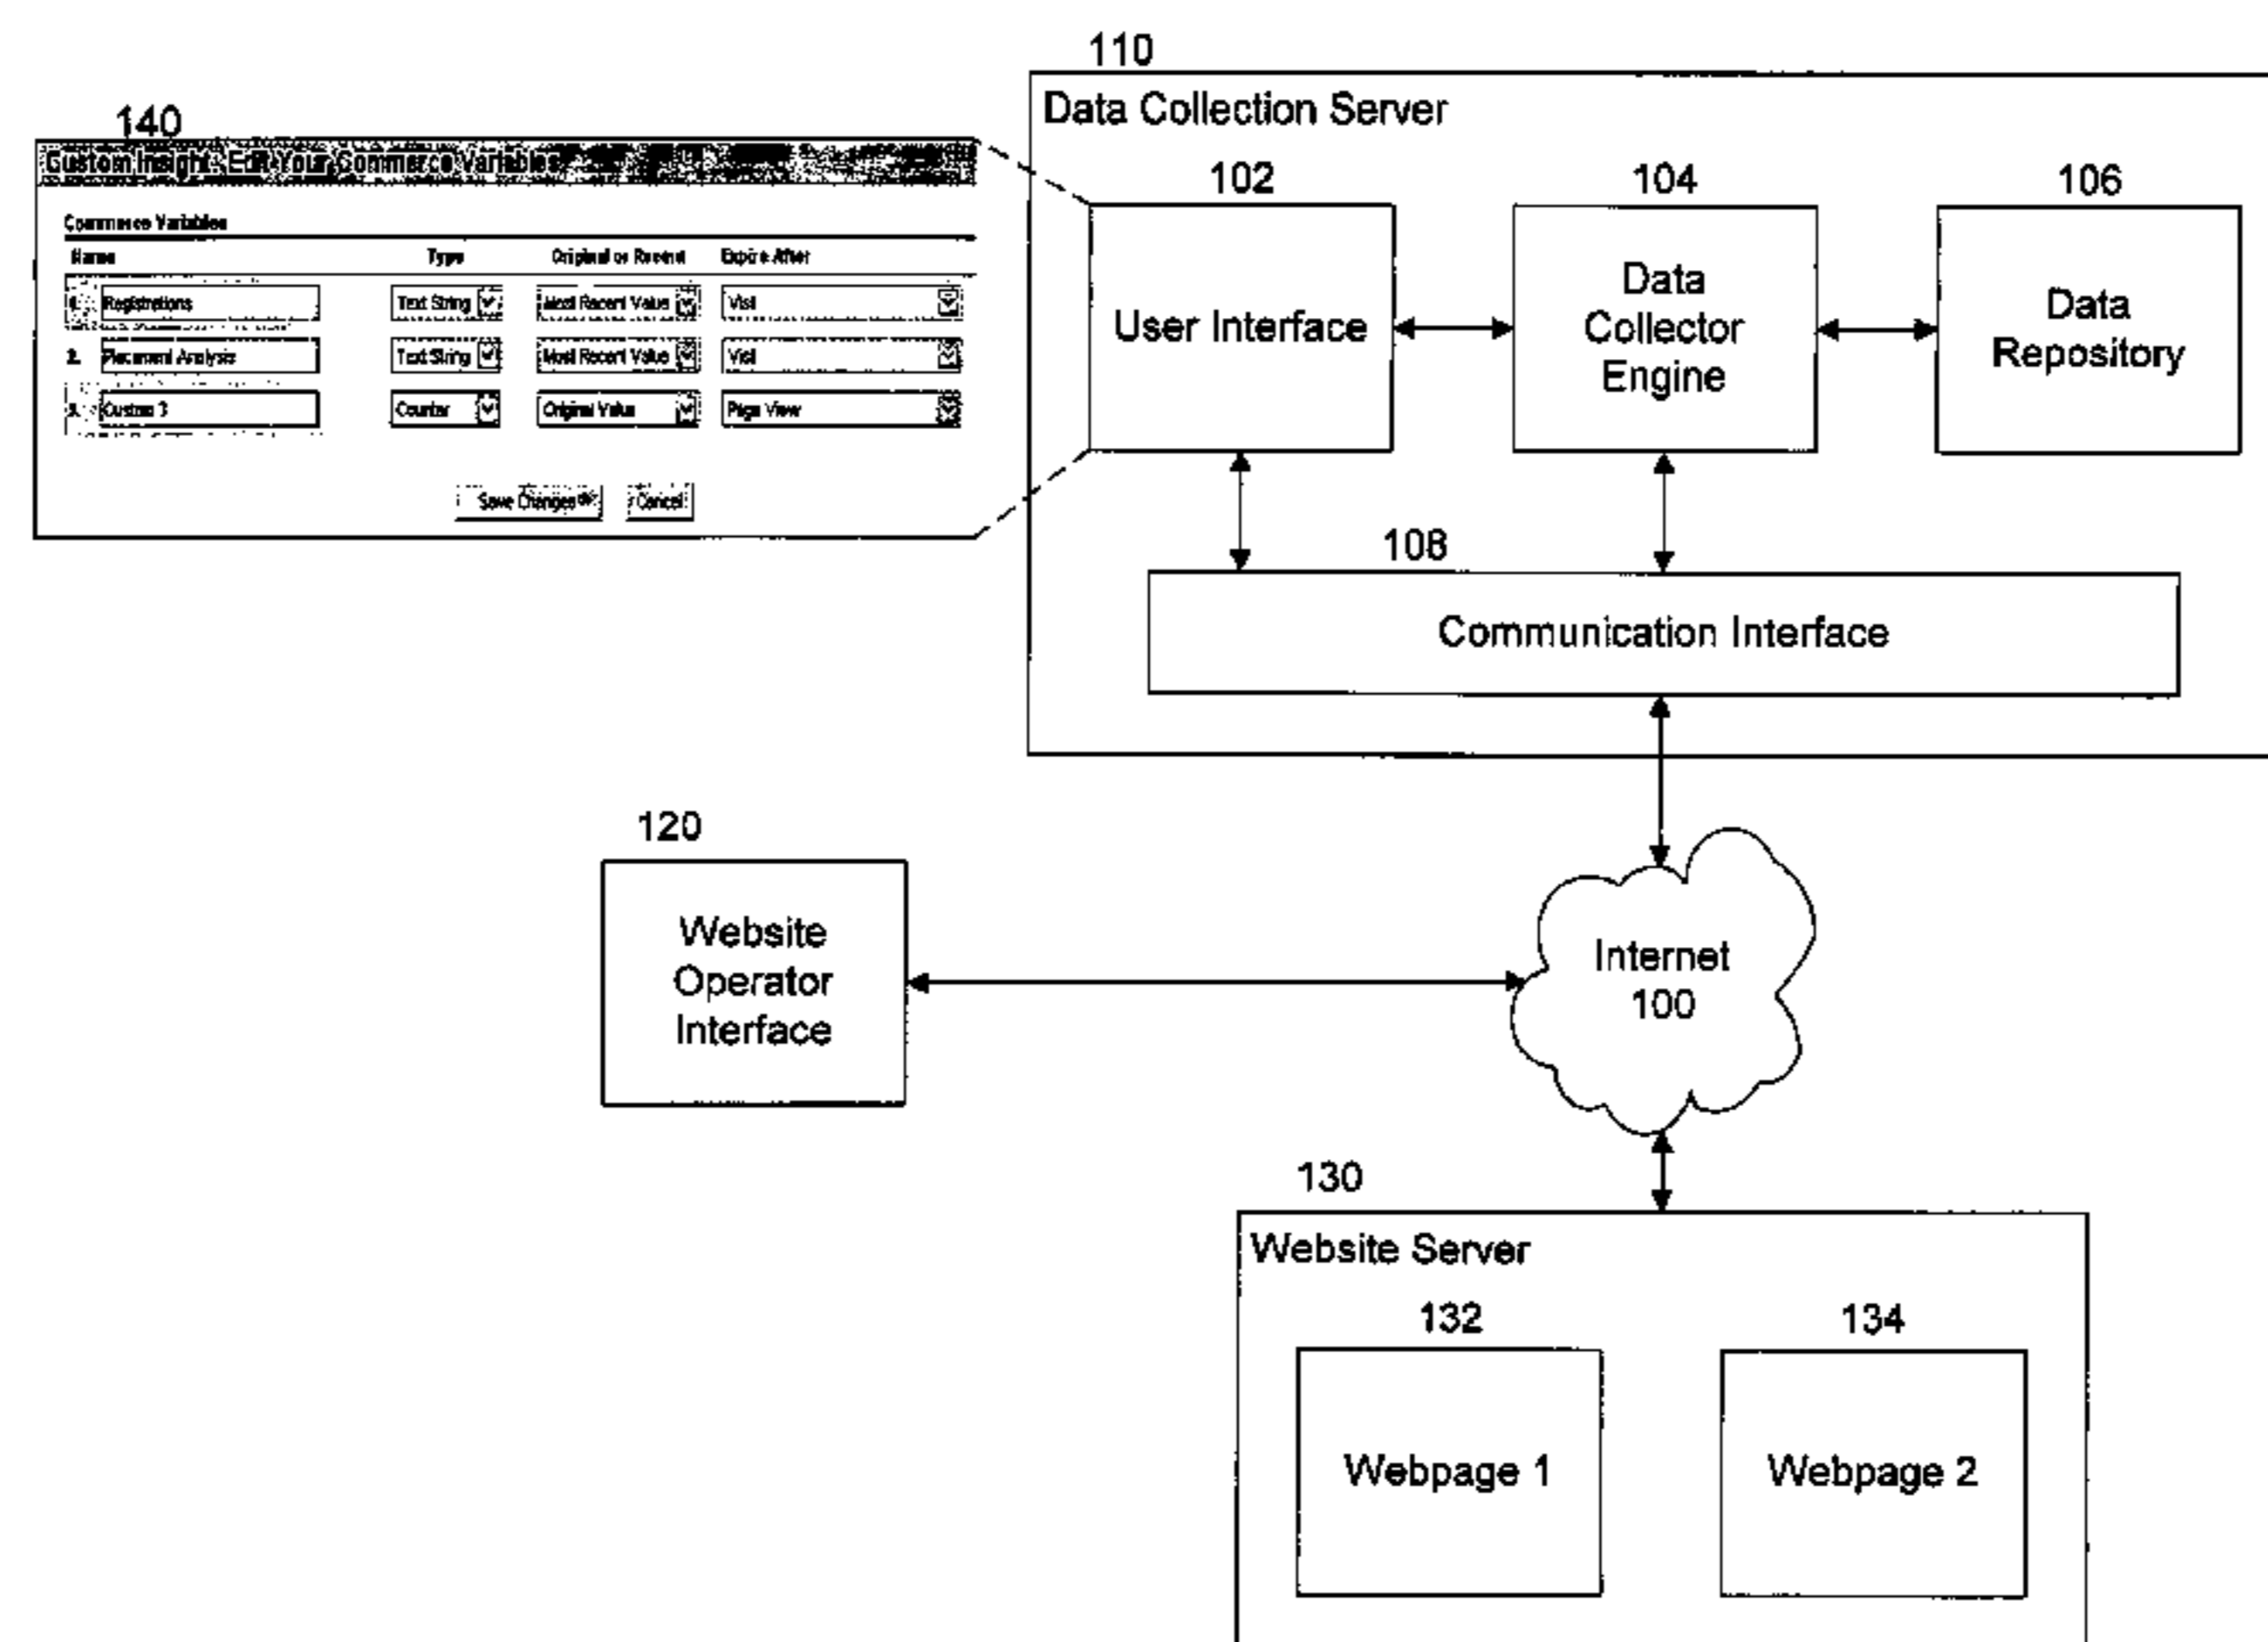 110
Data Collection Server
140
Custom Insight: Edit Your Commerce Variables
102
104
106
Commerce Variables
Name Type Original or Recent Expire After
1. Registrations Text String Most Recent Value Visit
2. Placement Analysis Text String Most Recent Value Visit
3. Custom 3 Counter Original Value Page View
Save Changes Cancel
User Interface
Data
Collector
Engine
Data
Repository
108
Communication Interface
120
Website
Operator
Interface
Internet
100
130
Website Server
132
134
Webpage 1
Webpage 2